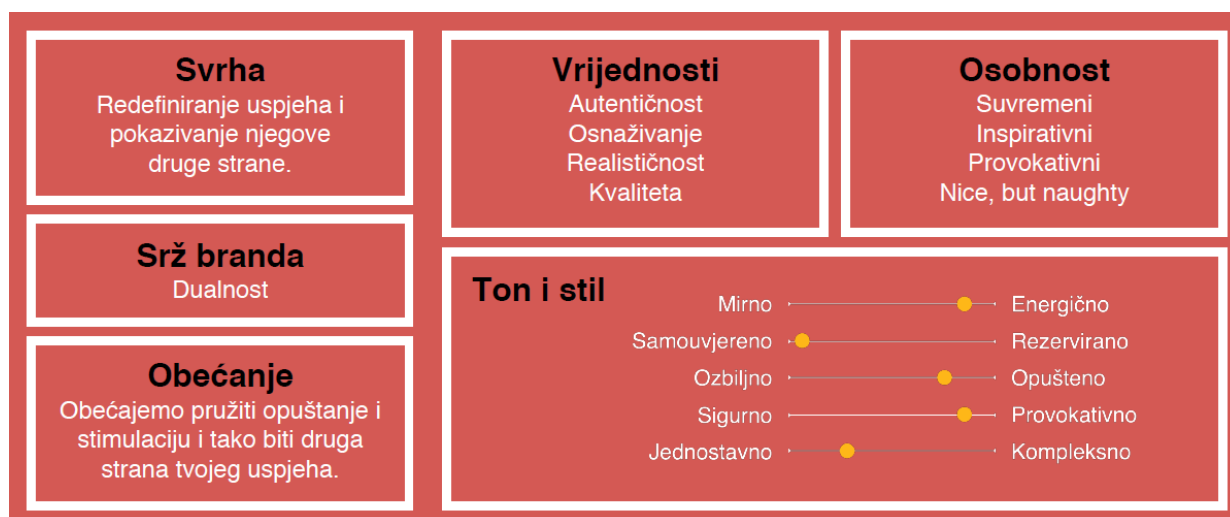 Svrha
Redefiniranje uspjeha i
pokazivanje njegove
druge strane.
Srž branda
Dualnost
Obećanje
Obećajemo pružiti opuštanje i
stimulaciju i tako biti druga
strana tvojeg uspjeha.
Vrijednosti
Autentičnost
Osnaživanje
Realističnost
Kvaliteta
Osobnost
Suvremeni
Inspirativni
Provokativni
Nice, but naughty
Ton i stil
Mirno Energično
Samouvjereno Rezervirano
Ozbiljno Opušteno
Sigurno Provokativno
Jednostavno Kompleksno